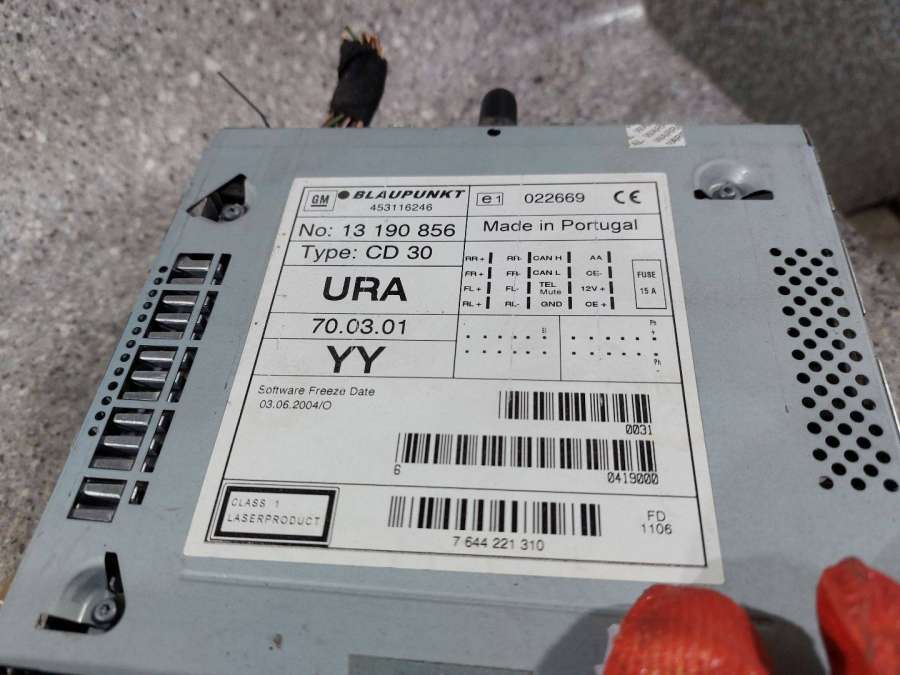 GM BLAUPUNKT
453116246
e1 022669 CE
No: 13 190 856
Made in Portugal
Type: CD 30
URA
70.03.01
YY
RR+ RR- CAN H AA
FR+ FR- CAN L CE-
FL+ FL- TEL Mute 12V+
RL+ RL- GND CE+
FUSE
15 A
Ph
+
Ph
-
Software Freeze Date
03.06.2004/O
0031
6 0419000
CLASS 1
LASERPRODUCT
7 644 221 310
FD
1106